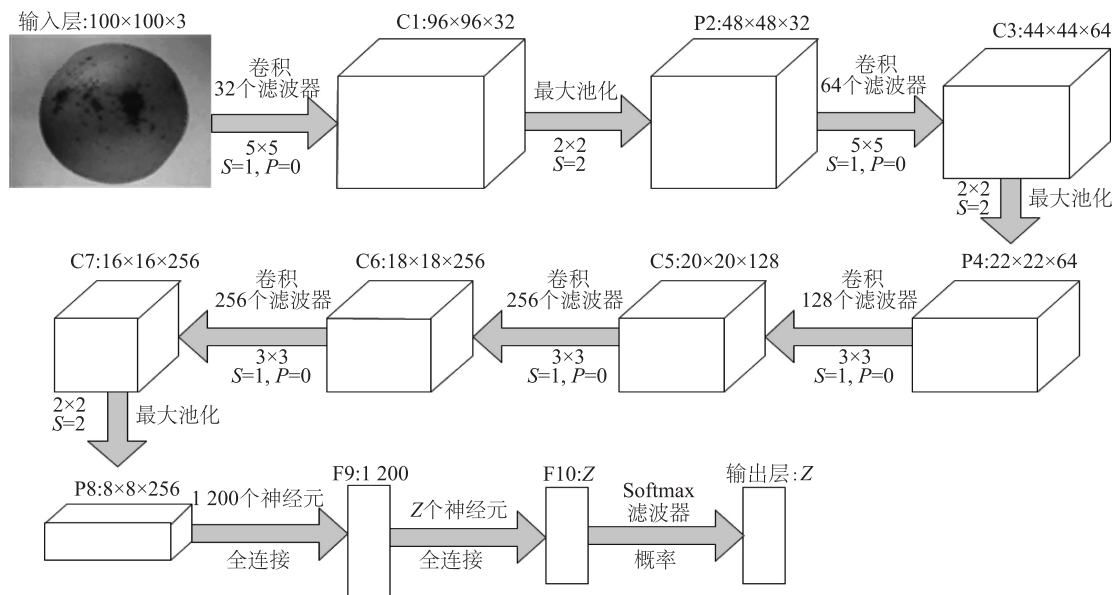 输入层:100×100×3
C1:96×96×32
P2:48×48×32
C3:44×44×64
卷积
32个滤波器
5×5
S=1, P=0
最大池化
2×2
S=2
卷积
64个滤波器
5×5
S=1, P=0
2×2
S=2
最大池化
C7:16×16×256
C6:18×18×256
C5:20×20×128
P4:22×22×64
卷积
256个滤波器
3×3
S=1, P=0
卷积
256个滤波器
3×3
S=1, P=0
卷积
128个滤波器
3×3
S=1, P=0
2×2
S=2
最大池化
P8:8×8×256
1 200个神经元
全连接
F9:1 200
Z个神经元
全连接
F10:Z
Softmax
滤波器
概率
输出层:Z